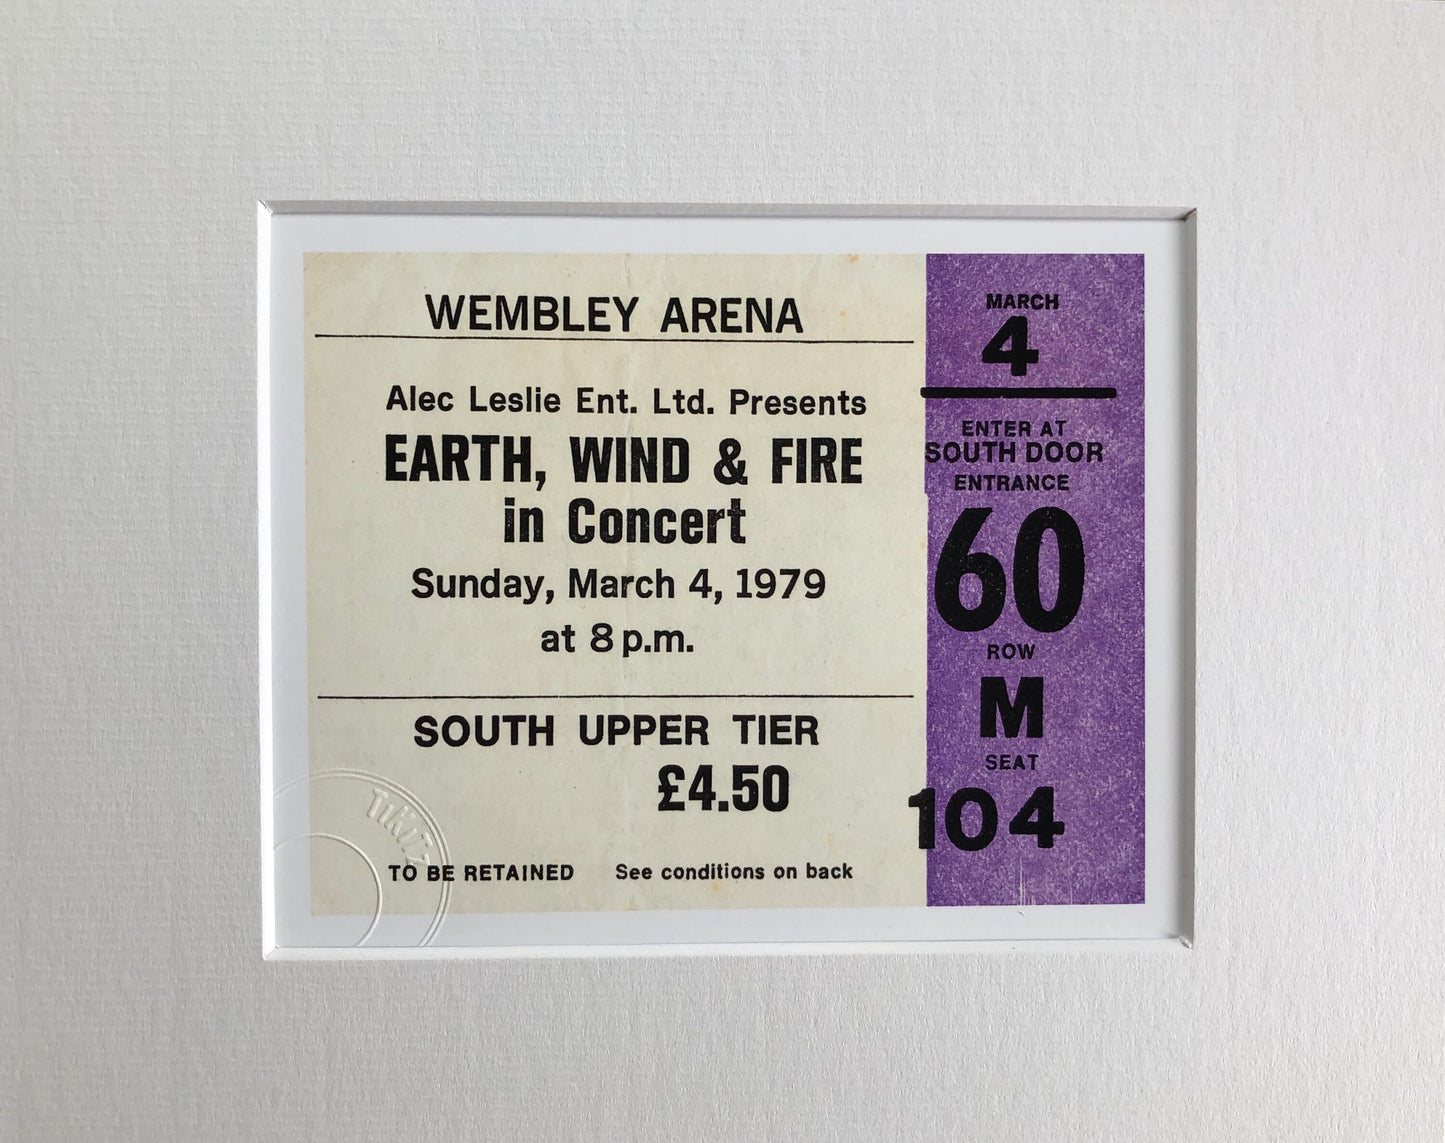 WEMBLEY ARENA
Alec Leslie Ent. Ltd. Presents
EARTH, WIND & FIRE
in Concert
Sunday, March 4, 1979
at 8 p.m.
SOUTH UPPER TIER
£4.50
TO BE RETAINED See conditions on back
TIKITZ
MARCH
4
ENTER AT
SOUTH DOOR
ENTRANCE
60
ROW
M
SEAT
104